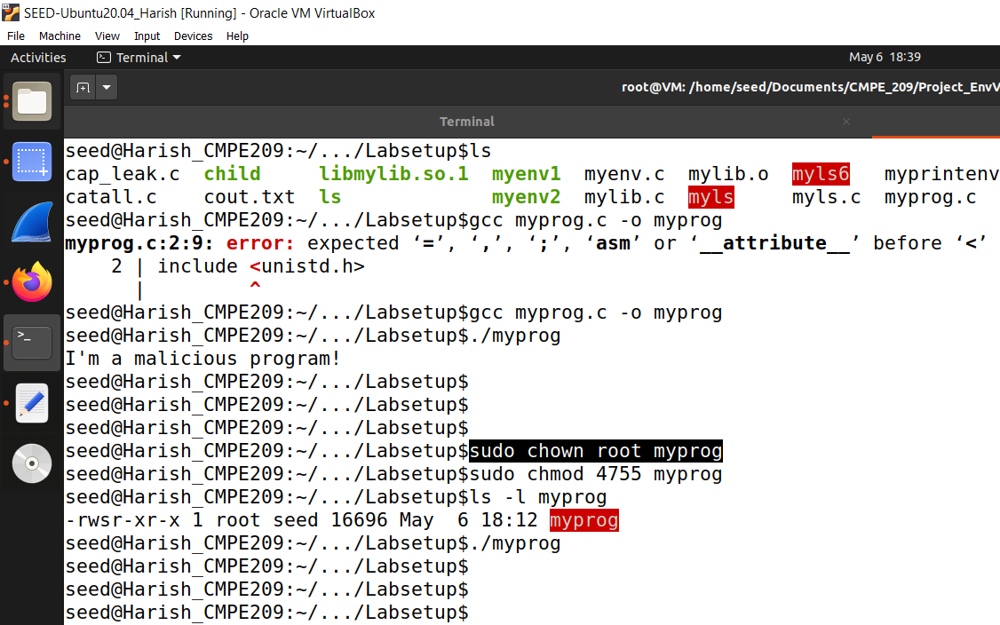 SEED-Ubuntu20.04_Harish [Running] - Oracle VM VirtualBox
File Machine View Input Devices Help
Activities Terminal May 6 18:39
root@VM: /home/seed/Documents/CMPE_209/Project_EnvV
Terminal ×
seed@Harish_CMPE209:~/.../Labsetup$ls
cap_leak.c child libmylib.so.1 myenv1 myenv.c mylib.o myls6 myprintenv
catall.c cout.txt ls myenv2 mylib.c myls myls.c myprog.c
seed@Harish_CMPE209:~/.../Labsetup$gcc myprog.c -o myprog
myprog.c:2:9: error: expected ‘=’, ‘,’, ‘;’, ‘asm’ or ‘__attribute__’ before ‘<’
2 | include <unistd.h>
| ^
seed@Harish_CMPE209:~/.../Labsetup$gcc myprog.c -o myprog
seed@Harish_CMPE209:~/.../Labsetup$./myprog
I'm a malicious program!
seed@Harish_CMPE209:~/.../Labsetup$
seed@Harish_CMPE209:~/.../Labsetup$
seed@Harish_CMPE209:~/.../Labsetup$
seed@Harish_CMPE209:~/.../Labsetup$sudo chown root myprog
seed@Harish_CMPE209:~/.../Labsetup$sudo chmod 4755 myprog
seed@Harish_CMPE209:~/.../Labsetup$ls -l myprog
-rwsr-xr-x 1 root seed 16696 May  6 18:12 myprog
seed@Harish_CMPE209:~/.../Labsetup$./myprog
seed@Harish_CMPE209:~/.../Labsetup$
seed@Harish_CMPE209:~/.../Labsetup$
seed@Harish_CMPE209:~/.../Labsetup$